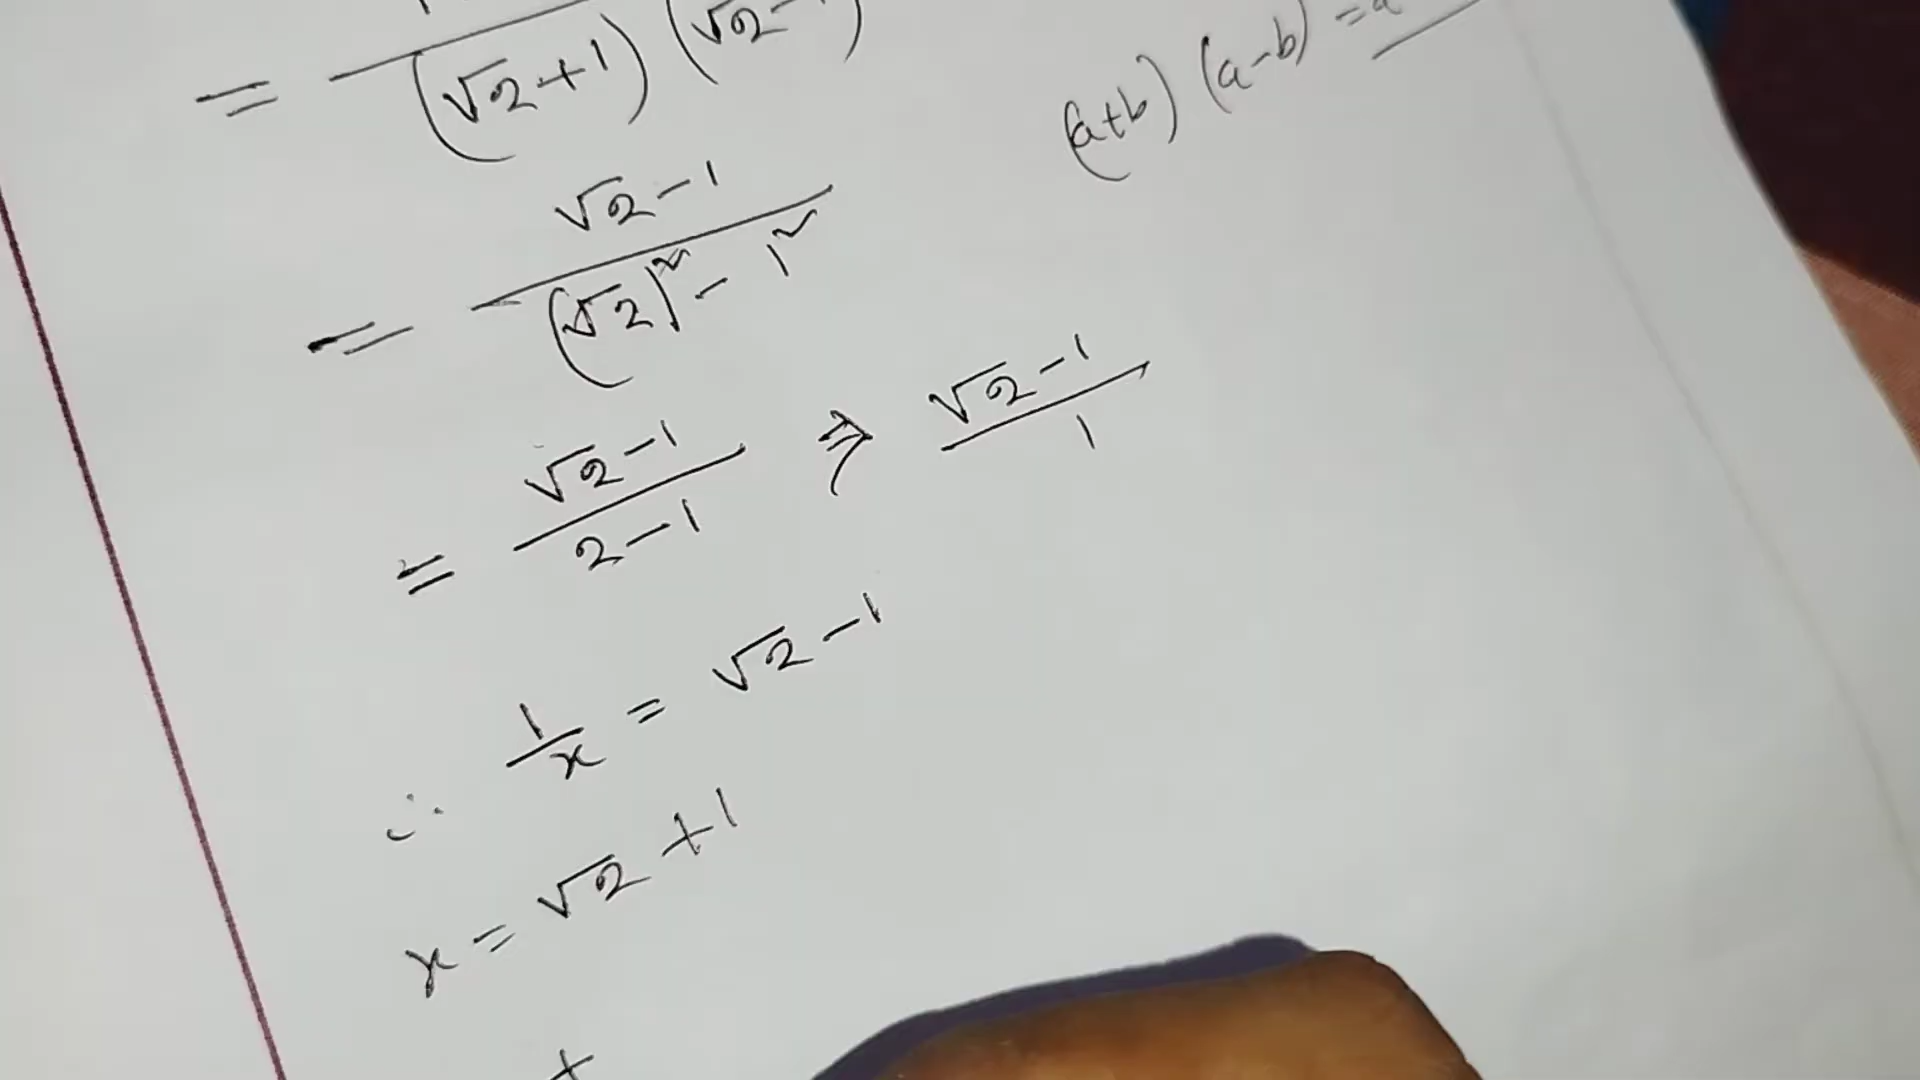 = (√2+1) (√2-
(a+b) (a-b) = a
= √2-1 / (√2)² - 1²
= √2-1 / 2-1 ⇒ √2-1 / 1
∴ 1/x = √2-1
x = √2+1